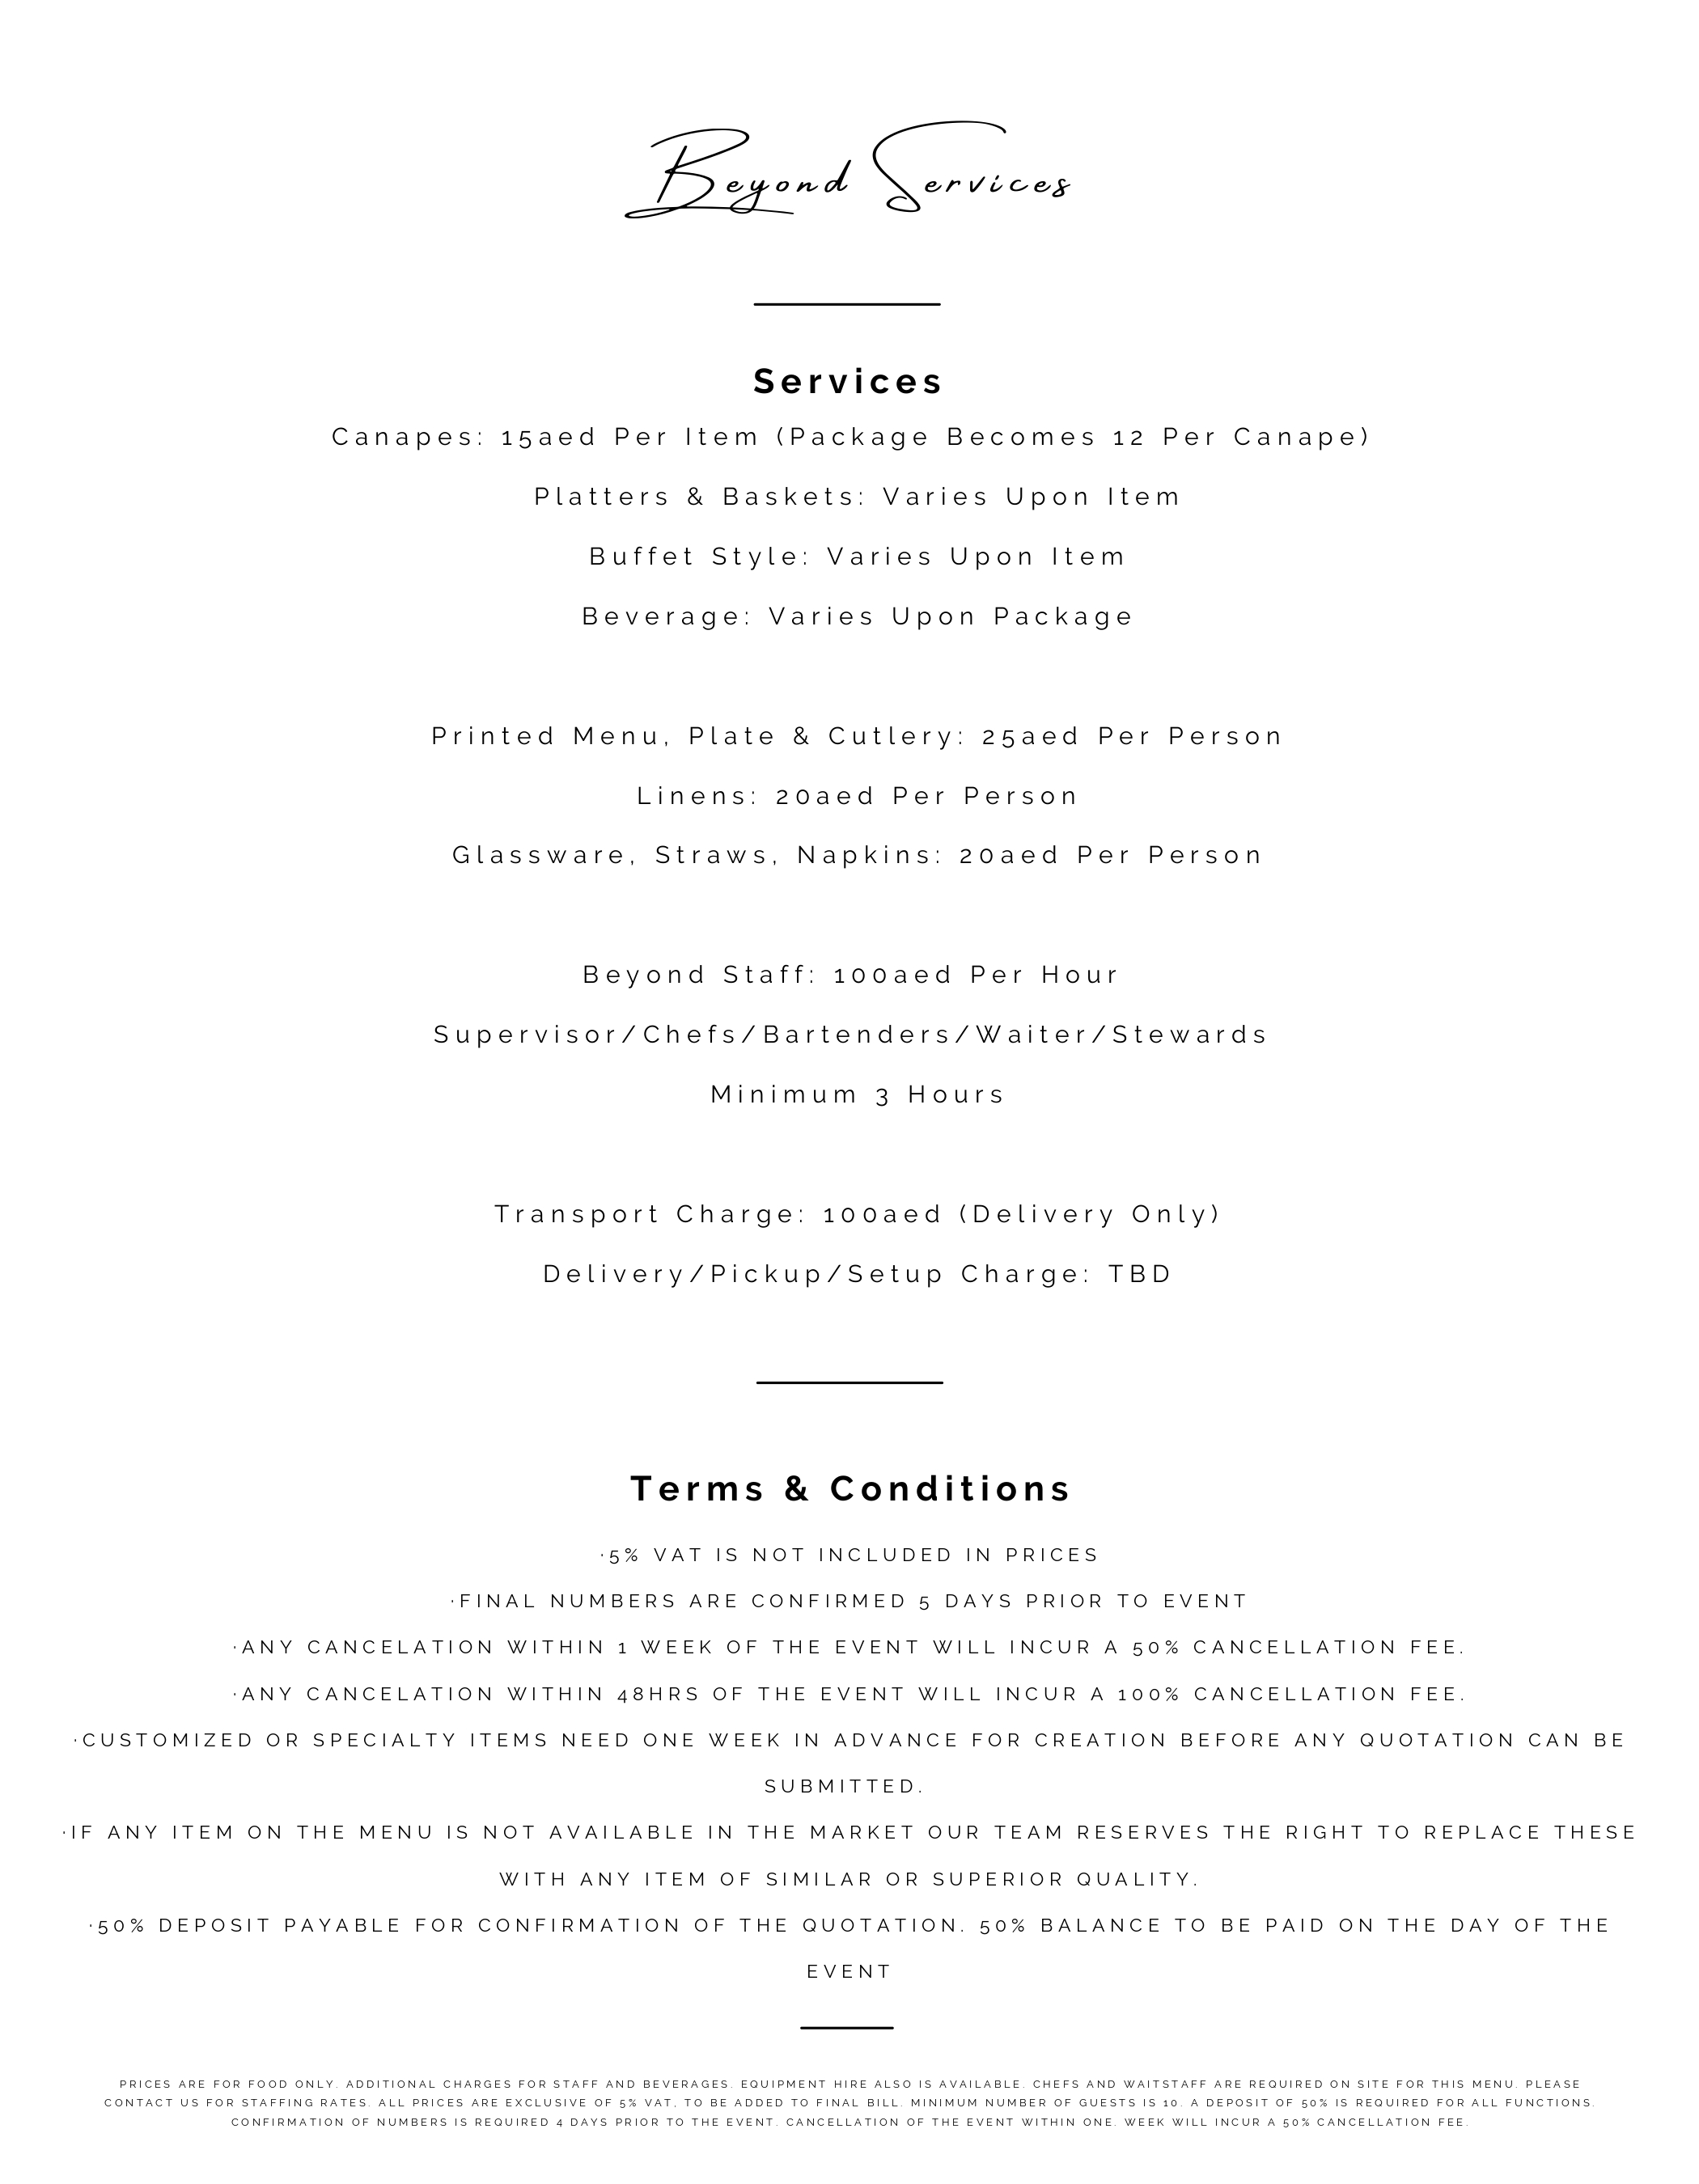 Beyond Services
Services
Canapes: 15aed Per Item (Package Becomes 12 Per Canape)
Platters & Baskets: Varies Upon Item
Buffet Style: Varies Upon Item
Beverage: Varies Upon Package
Printed Menu, Plate & Cutlery: 25aed Per Person
Linens: 20aed Per Person
Glassware, Straws, Napkins: 20aed Per Person
Beyond Staff: 100aed Per Hour
Supervisor/Chefs/Bartenders/Waiter/Stewards
Minimum 3 Hours
Transport Charge: 100aed (Delivery Only)
Delivery/Pickup/Setup Charge: TBD
Terms & Conditions
·5% VAT IS NOT INCLUDED IN PRICES
·FINAL NUMBERS ARE CONFIRMED 5 DAYS PRIOR TO EVENT
·ANY CANCELATION WITHIN 1 WEEK OF THE EVENT WILL INCUR A 50% CANCELLATION FEE.
·ANY CANCELATION WITHIN 48HRS OF THE EVENT WILL INCUR A 100% CANCELLATION FEE.
·CUSTOMIZED OR SPECIALTY ITEMS NEED ONE WEEK IN ADVANCE FOR CREATION BEFORE ANY QUOTATION CAN BE
SUBMITTED.
·IF ANY ITEM ON THE MENU IS NOT AVAILABLE IN THE MARKET OUR TEAM RESERVES THE RIGHT TO REPLACE THESE
WITH ANY ITEM OF SIMILAR OR SUPERIOR QUALITY.
·50% DEPOSIT PAYABLE FOR CONFIRMATION OF THE QUOTATION. 50% BALANCE TO BE PAID ON THE DAY OF THE
EVENT
PRICES ARE FOR FOOD ONLY. ADDITIONAL CHARGES FOR STAFF AND BEVERAGES. EQUIPMENT HIRE ALSO IS AVAILABLE. CHEFS AND WAITSTAFF ARE REQUIRED ON SITE FOR THIS MENU. PLEASE
CONTACT US FOR STAFFING RATES. ALL PRICES ARE EXCLUSIVE OF 5% VAT, TO BE ADDED TO FINAL BILL. MINIMUM NUMBER OF GUESTS IS 10. A DEPOSIT OF 50% IS REQUIRED FOR ALL FUNCTIONS.
CONFIRMATION OF NUMBERS IS REQUIRED 4 DAYS PRIOR TO THE EVENT. CANCELLATION OF THE EVENT WITHIN ONE. WEEK WILL INCUR A 50% CANCELLATION FEE.